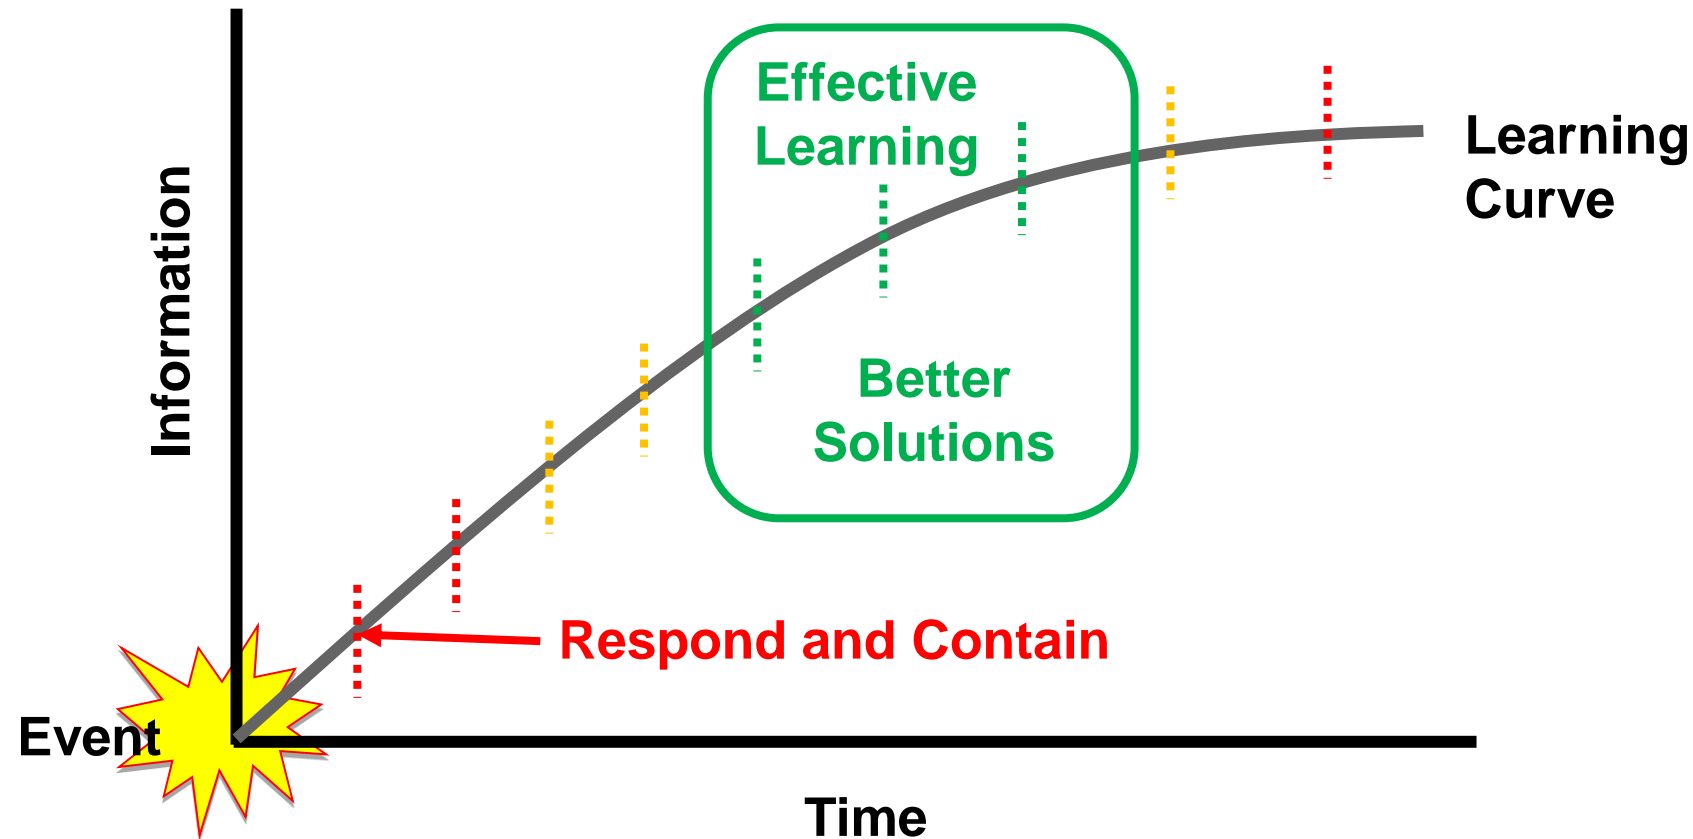 Effective
Learning
Learning
Curve
Information
Better
Solutions
Respond and Contain
Event
Time